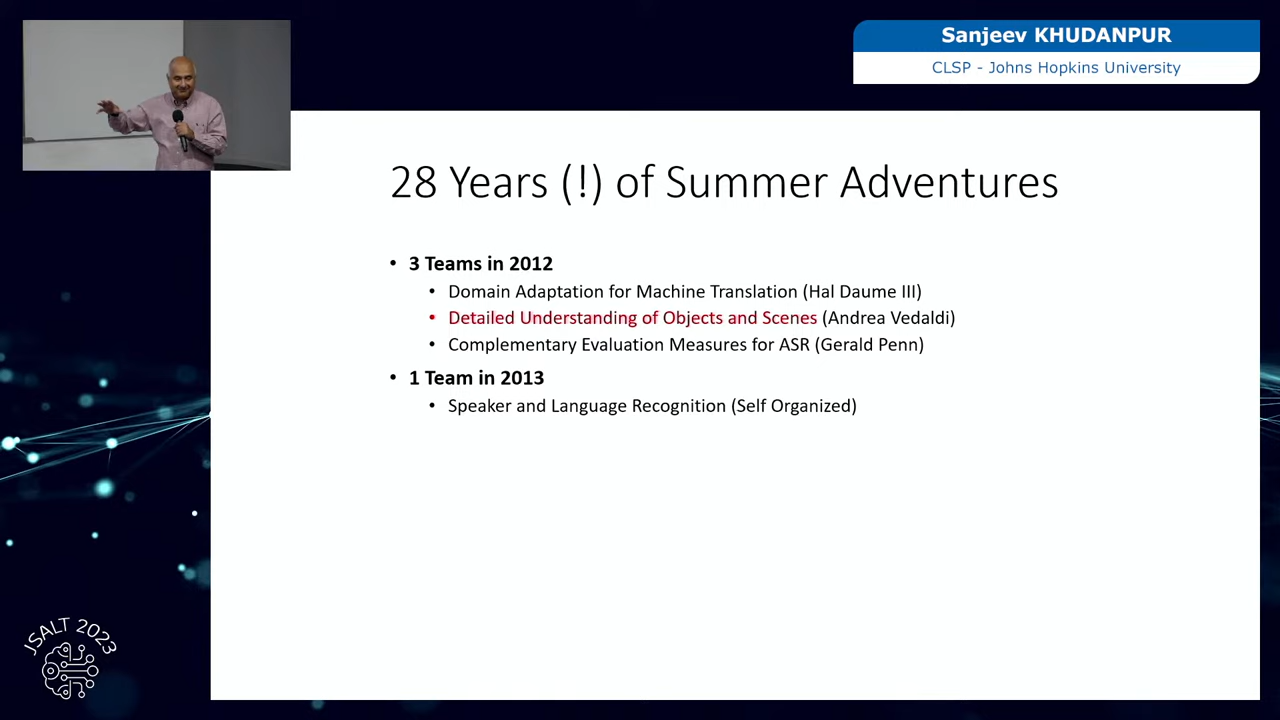 Sanjeev KHUDANPUR
CLSP - Johns Hopkins University
28 Years (!) of Summer Adventures
• 3 Teams in 2012
• Domain Adaptation for Machine Translation (Hal Daume III)
• Detailed Understanding of Objects and Scenes (Andrea Vedaldi)
• Complementary Evaluation Measures for ASR (Gerald Penn)
• 1 Team in 2013
• Speaker and Language Recognition (Self Organized)
JSALT 2023